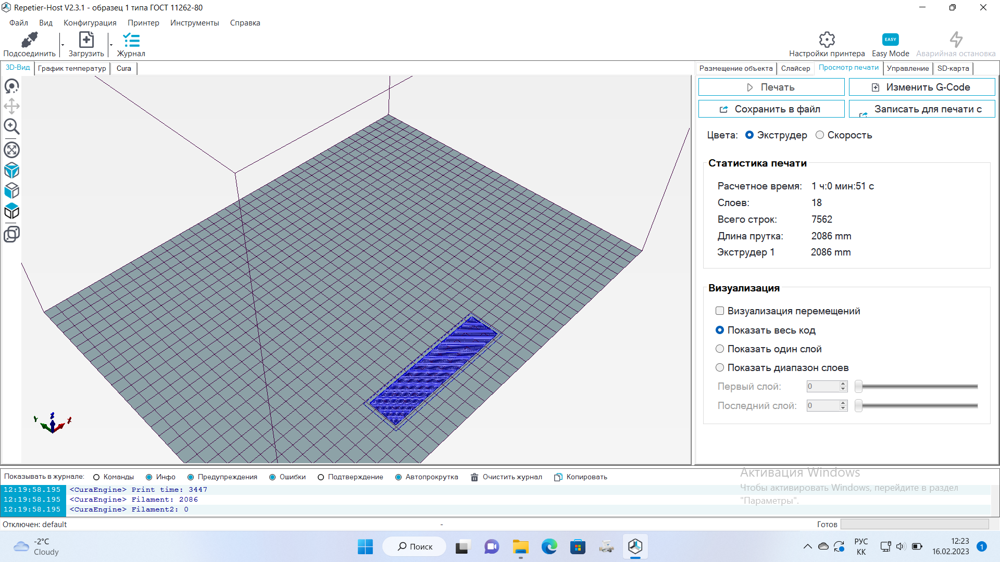 Repetier-Host V2.3.1 - образец 1 типа ГОСТ 11262-80
Файл Вид Конфигурация Принтер Инструменты Справка
Подсоединить Загрузить Журнал Настройки принтера EASY Easy Mode Аварийная остановка
3D-Вид График температур Cura
Размещение объекта Слайсер Просмотр печати Управление SD-карта
Печать Изменить G-Code
Сохранить в файл Записать для печати с
Цвета: Экструдер Скорость
Статистика печати
Расчетное время: 1 ч:0 мин:51 с
Слоев: 18
Всего строк: 7562
Длина прутка: 2086 mm
Экструдер 1 2086 mm
Визуализация
Визуализация перемещений
Показать весь код
Показать один слой
Показать диапазон слоев
Первый слой: 0
Последний слой: 0
Y Z X
Показывать в журнале: Команды Инфо Предупреждения Ошибки Подтверждение Автопрокрутка Очистить журнал Копировать
12:19:58.195 <CuraEngine> Print time: 3447
12:19:58.195 <CuraEngine> Filament: 2086
12:19:58.195 <CuraEngine> Filament2: 0
Активация Windows
Чтобы активировать Windows, перейдите в раздел
"Параметры".
Отключен: default - Готов
-2°C
Cloudy
Поиск
РУС
КК
12:23
16.02.2023
1